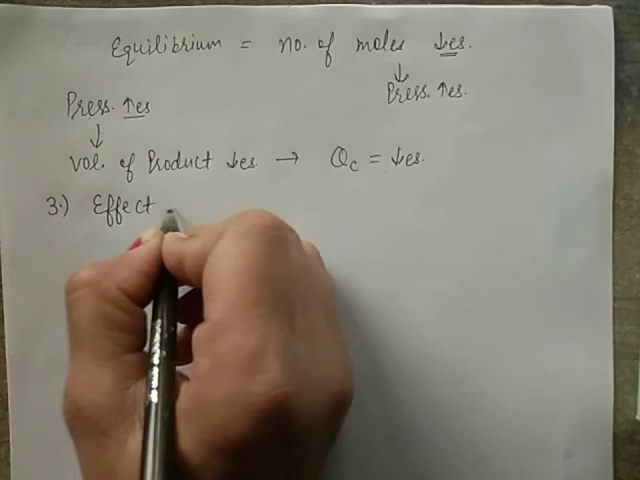 Equilibrium = no. of moles ↓es.
↓
Press. ↑es.
Press. ↑es
↓
Vol. of Product ↓es → Qc = ↓es.
3.) Effect